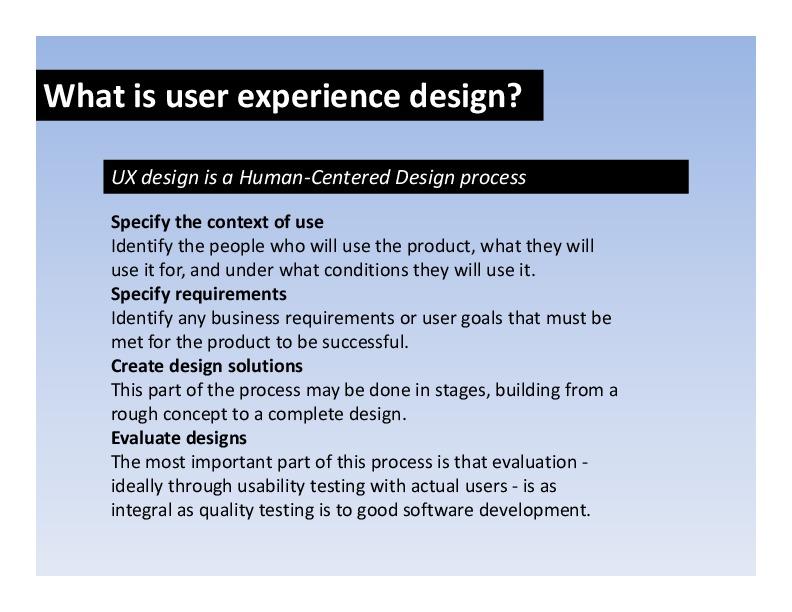 What is user experience design?
UX design is a Human-Centered Design process
Specify the context of use
Identify the people who will use the product, what they will
use it for, and under what conditions they will use it.
Specify requirements
Identify any business requirements or user goals that must be
met for the product to be successful.
Create design solutions
This part of the process may be done in stages, building from a
rough concept to a complete design.
Evaluate designs
The most important part of this process is that evaluation -
ideally through usability testing with actual users - is as
integral as quality testing is to good software development.